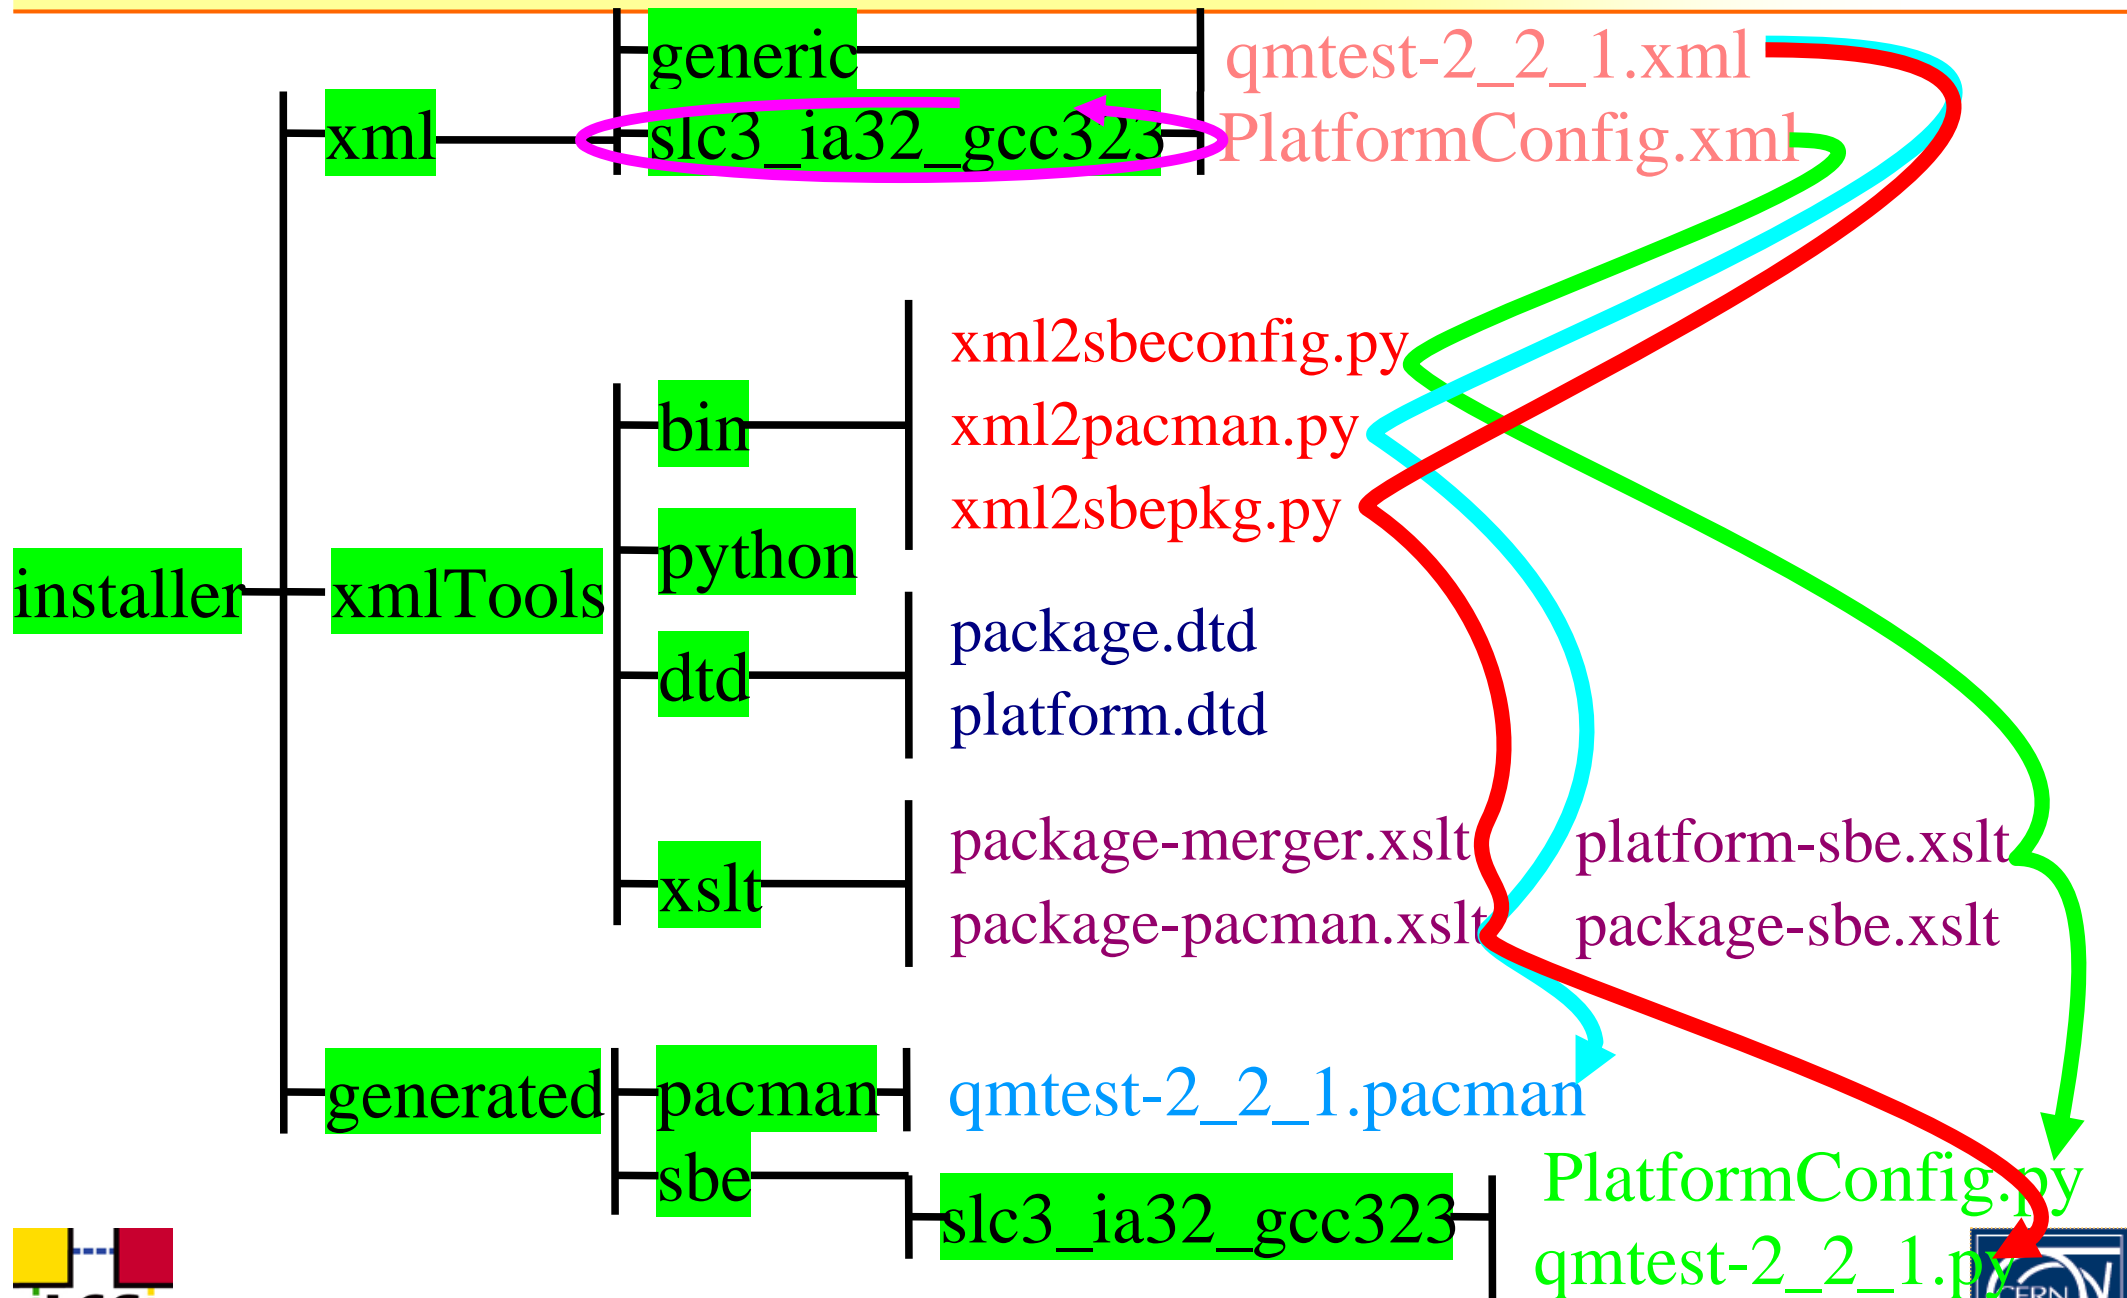 generic
qmtest-2_2_1.xml
xml
slc3_ia32_gcc323
PlatformConfig.xml
xml2sbeconfig.py
bin
xml2pacman.py
xml2sbepkg.py
python
installer
xmlTools
package.dtd
dtd
platform.dtd
package-merger.xslt
platform-sbe.xslt
xslt
package-pacman.xslt
package-sbe.xslt
generated
pacman
qmtest-2_2_1.pacman
sbe
PlatformConfig.py
slc3_ia32_gcc323
qmtest-2_2_1.py
CERN